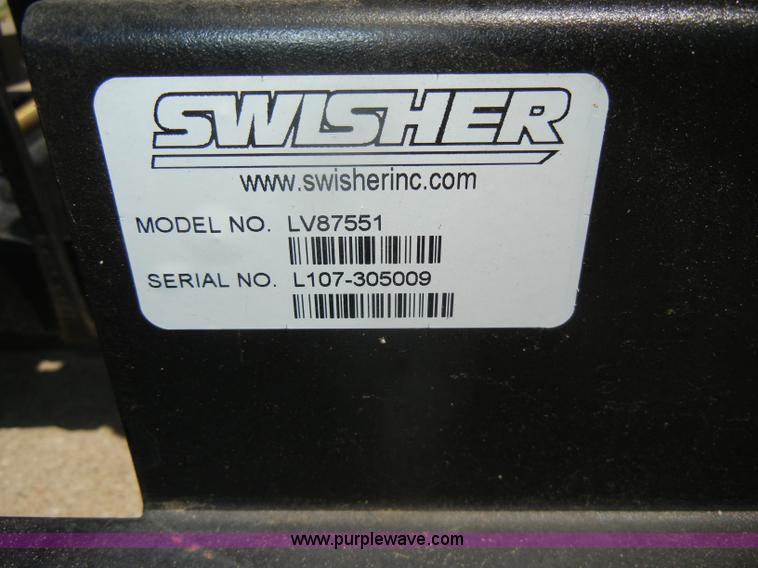 SWISHER
www.swisherinc.com
MODEL NO. LV87551
SERIAL NO. L107-305009
www.purplewave.com